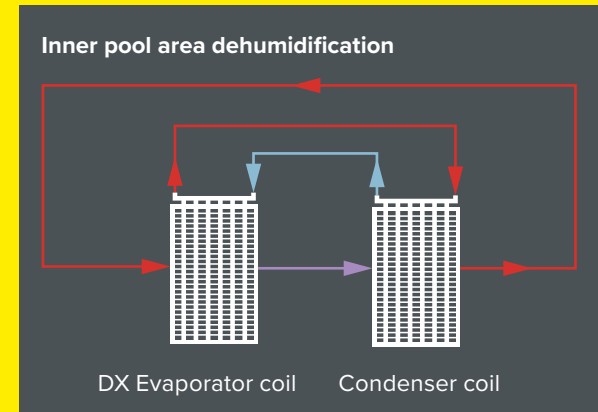 Inner pool area dehumidification
DX Evaporator coil
Condenser coil